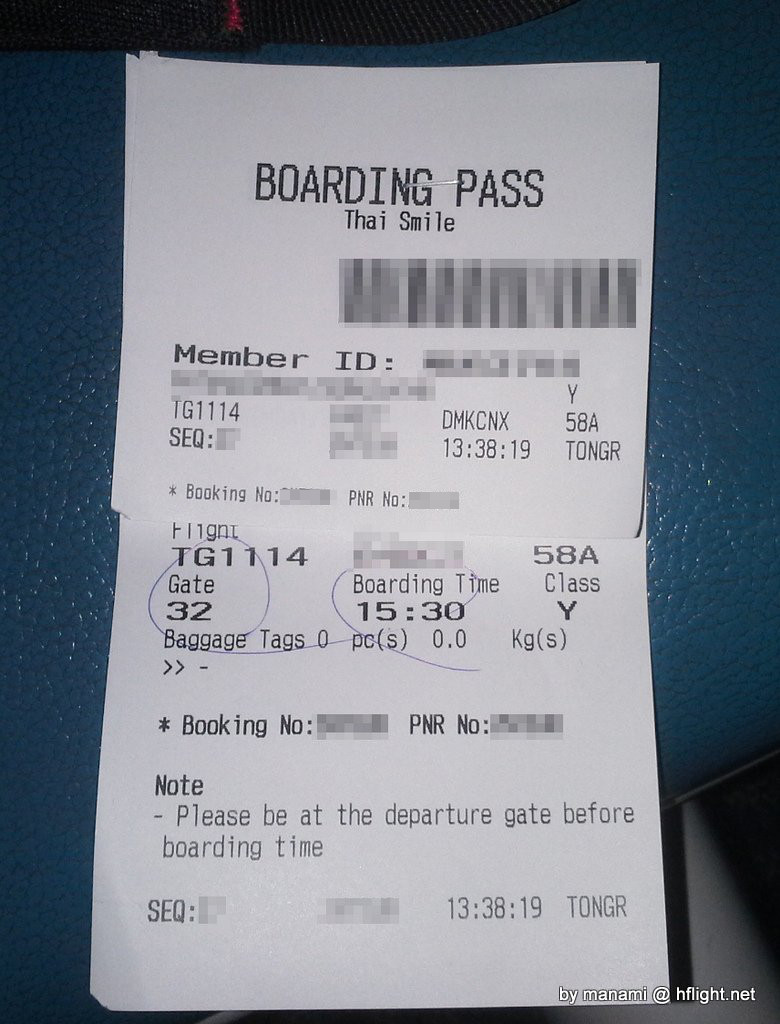 BOARDING PASS
Thai Smile
Member ID:
Y
TG1114 DMKCNX 58A
SEQ: 13:38:19 TONGR
* Booking No: PNR No:
Flight
TG1114 58A
Gate Boarding Time Class
32 15:30 Y
Baggage Tags 0 pc(s) 0.0 Kg(s)
>> -
* Booking No: PNR No:
Note
- Please be at the departure gate before
boarding time
SEQ: 13:38:19 TONGR
by manami @ hflight.net